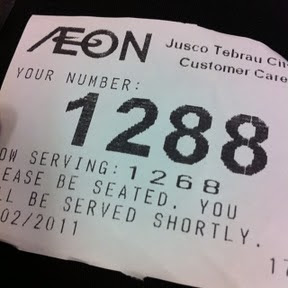 ÆON Jusco Tebrau Ci
Customer Care
YOUR NUMBER:
1288
OW SERVING: 1268
EASE BE SEATED. YOU
LL BE SERVED SHORTLY.
02/2011 17